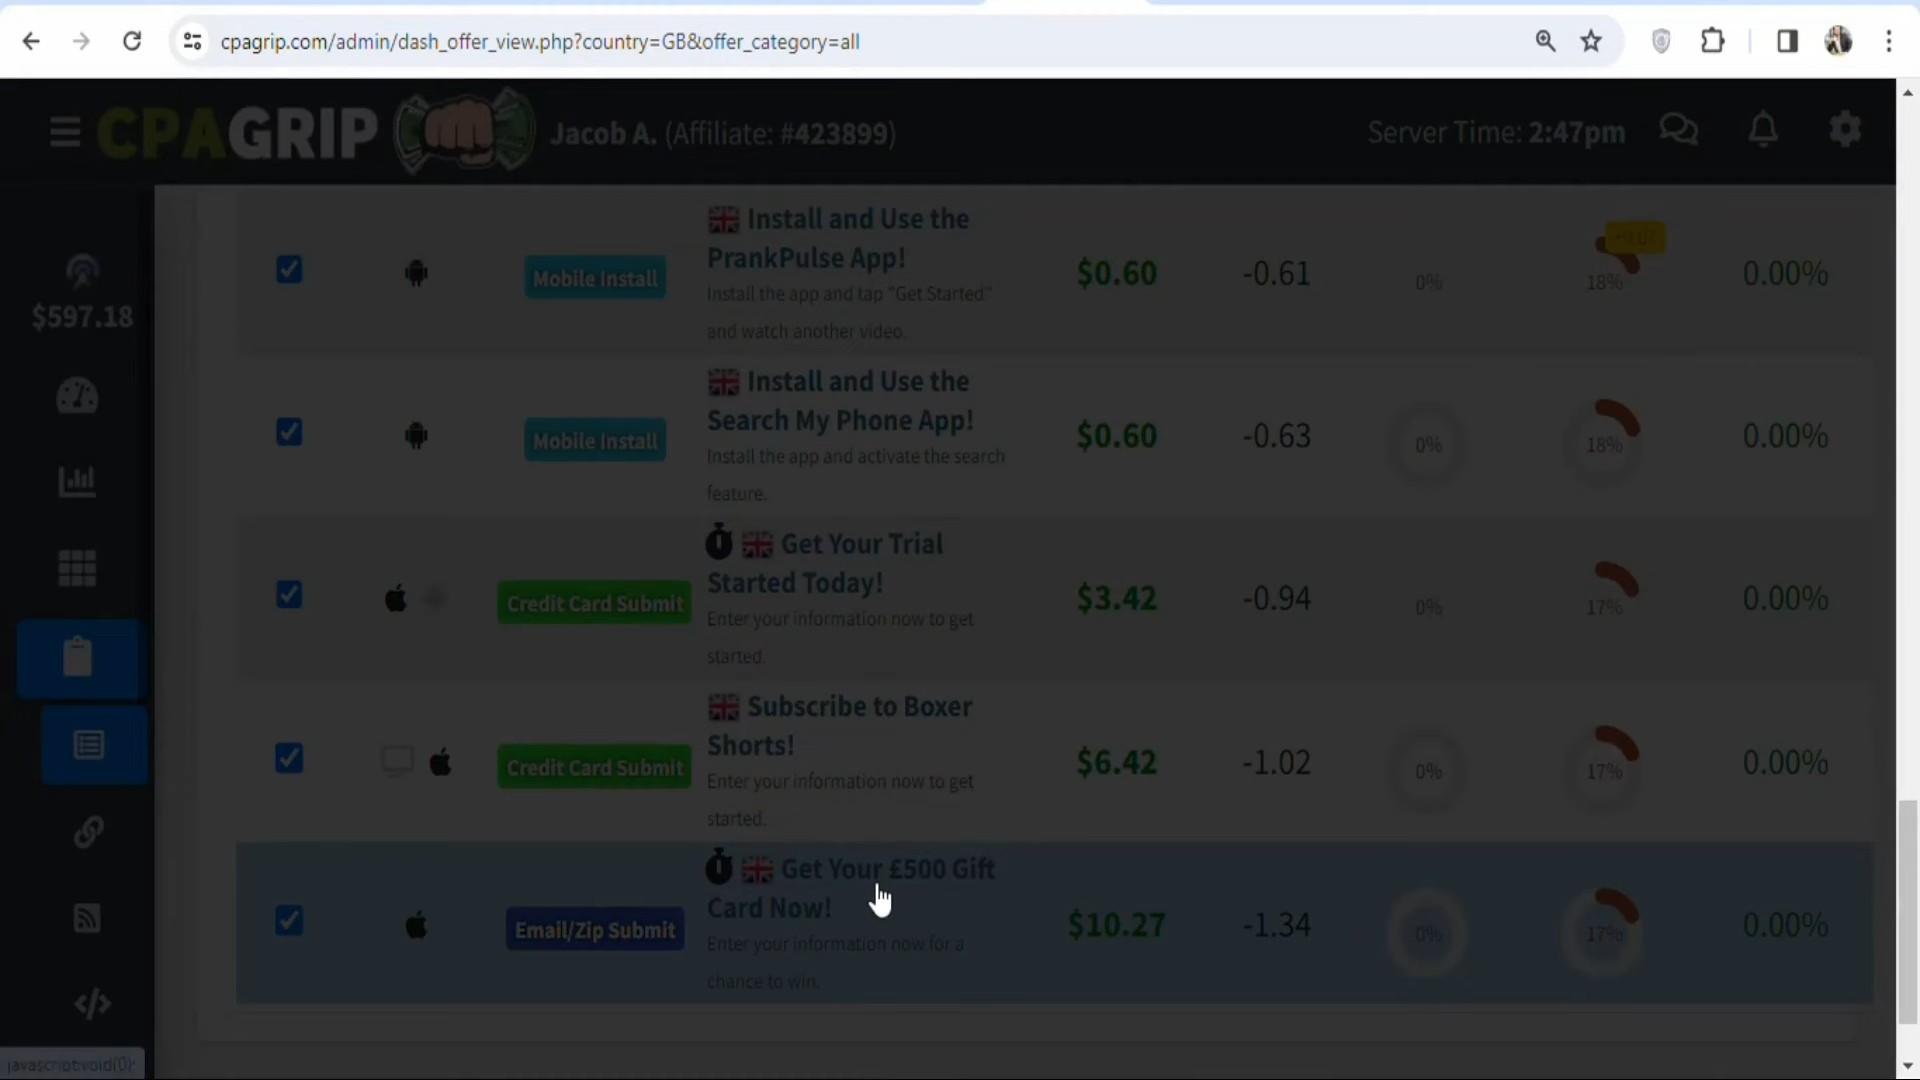 cpagrip.com/admin/dash_offer_view.php?country=GB&offer_category=all
CPAGRIP Jacob A. (Affiliate: #423899) Server Time: 2:47pm
$597.18
Mobile Install
Install and Use the
PrankPulse App!
Install the app and tap "Get Started"
and watch another video.
$0.60 -0.61 0% 18% 0.00%
Mobile Install
Install and Use the
Search My Phone App!
Install the app and activate the search
feature.
$0.60 -0.63 0% 18% 0.00%
Credit Card Submit
Get Your Trial
Started Today!
Enter your information now to get
started.
$3.42 -0.94 0% 17% 0.00%
Credit Card Submit
Subscribe to Boxer
Shorts!
Enter your information now to get
started.
$6.42 -1.02 0% 17% 0.00%
Email/Zip Submit
Get Your £500 Gift
Card Now!
Enter your information now for a
chance to win.
$10.27 -1.34 0% 17% 0.00%
javascript:void(0);